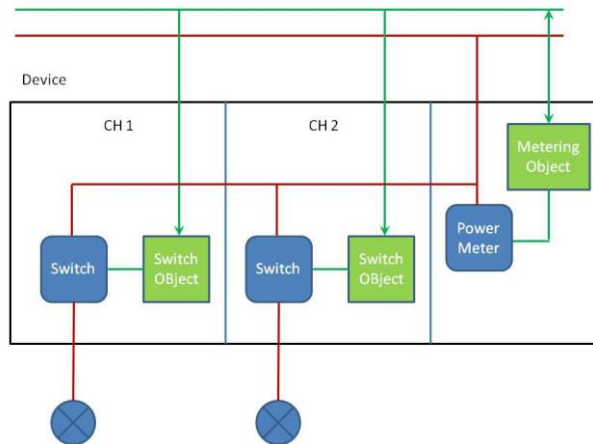 Device
CH 1
CH 2
Metering
Object
Switch
Switch
OBject
Switch
Switch
OBject
Power
Meter